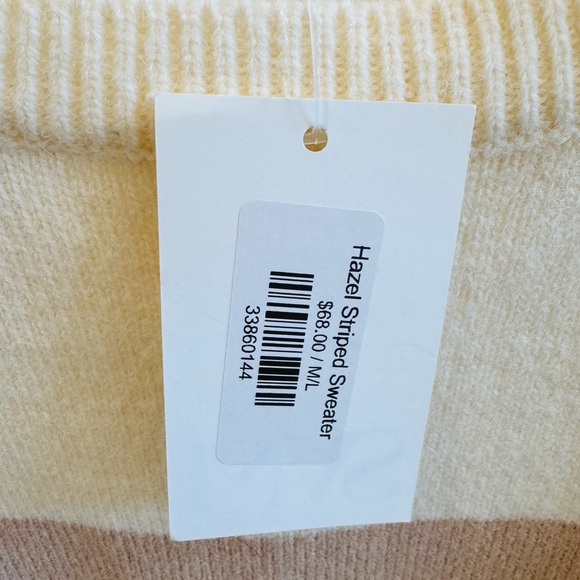 Hazel Striped Sweater
$68.00 / M/L
33860144